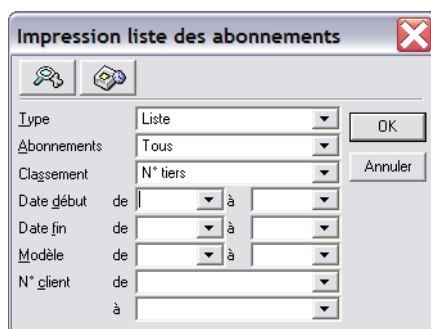 Impression liste des abonnements
Type Liste OK
Abonnements Tous
Classement N° tiers Annuler
Date début de à
Date fin de à
Modèle de à
N° client de
à